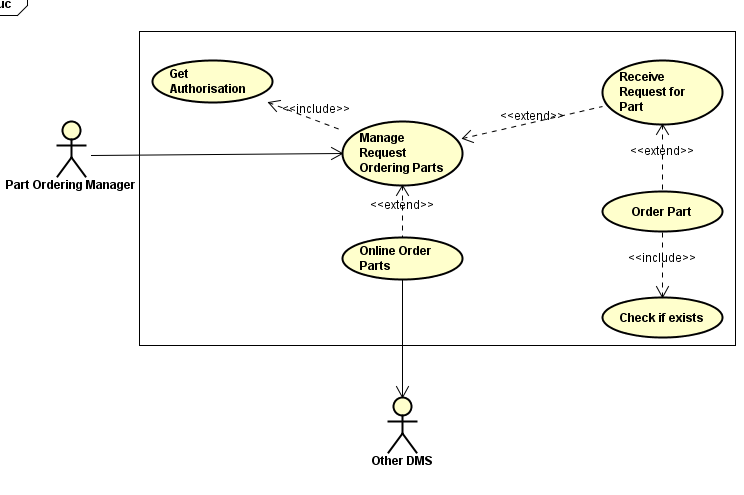 uc
Get
Authorisation
Receive
Request for
Part
<<include>>
<<extend>>
Manage
Request
Ordering Parts
<<extend>>
Part Ordering Manager
<<extend>>
Order Part
Online Order
Parts
<<include>>
Check if exists
Other DMS